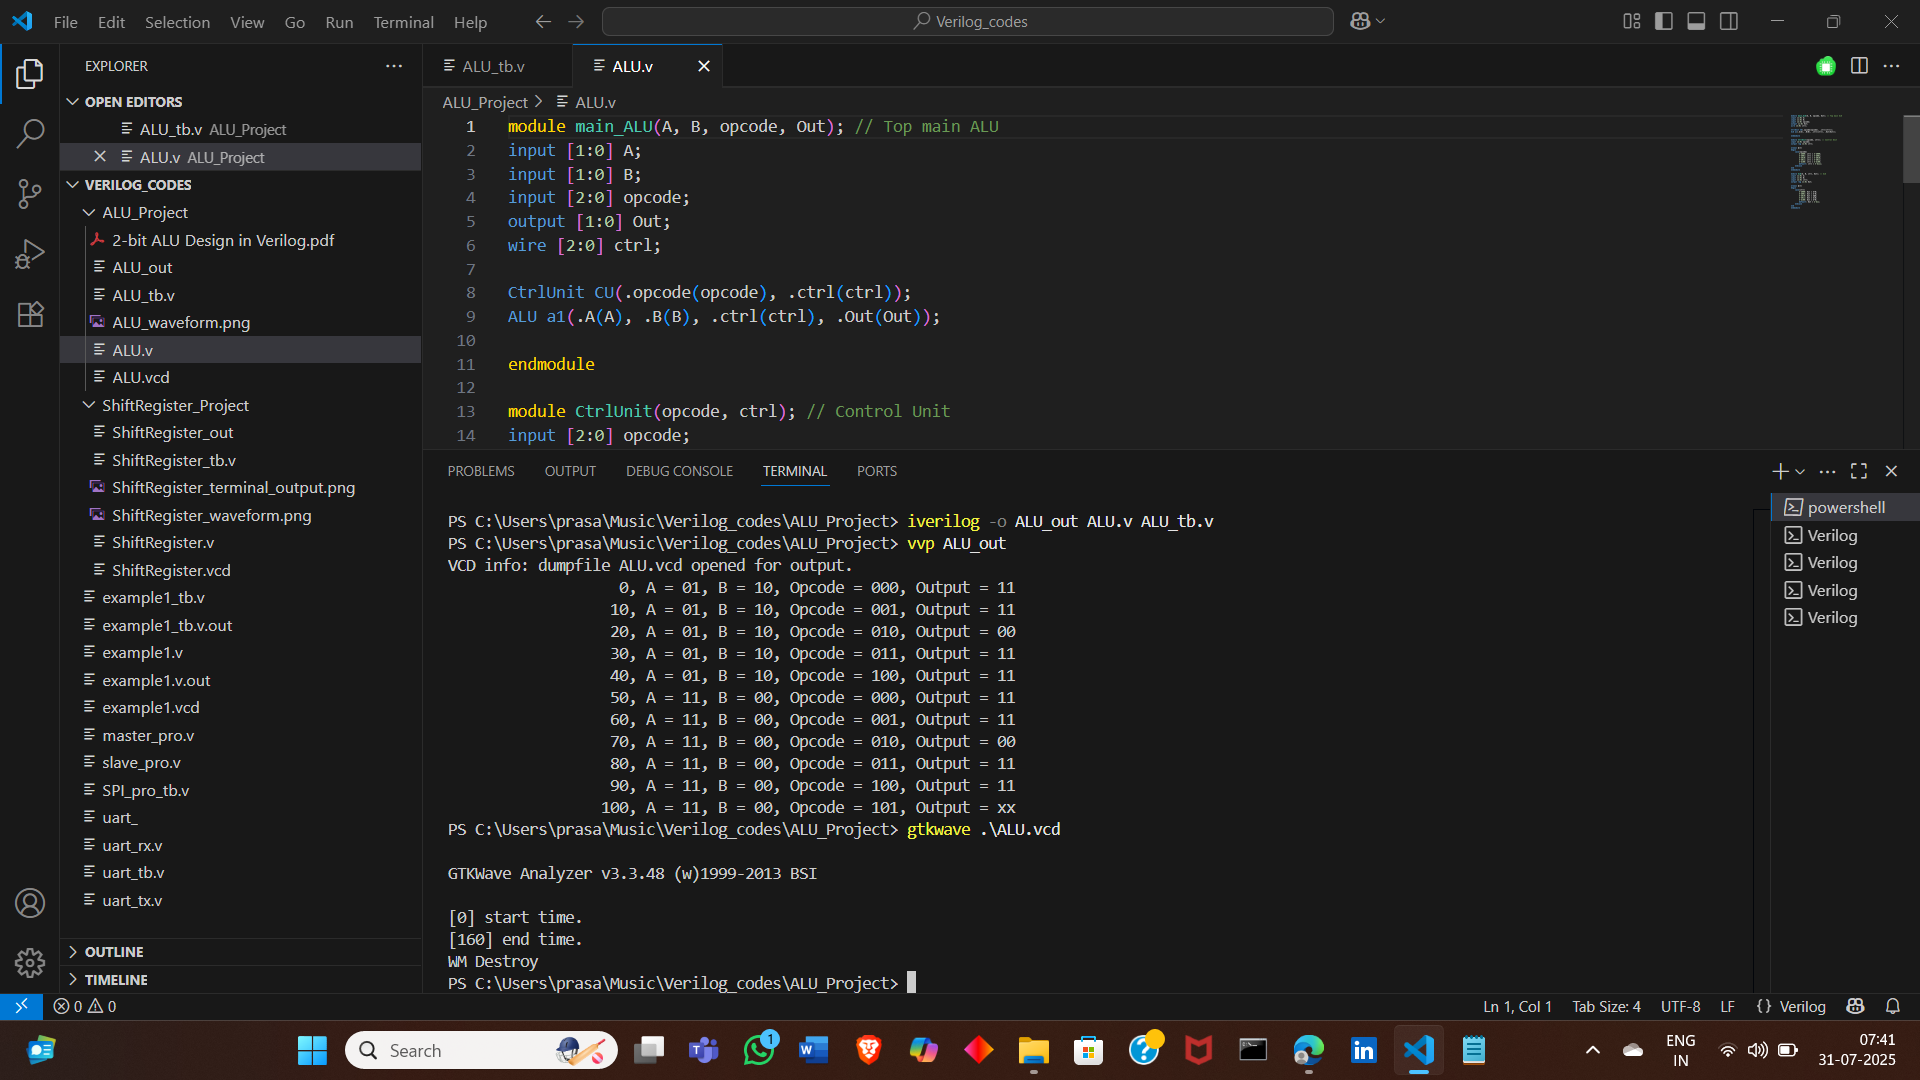 File Edit Selection View Go Run Terminal Help
Verilog_codes
EXPLORER
OPEN EDITORS
ALU_tb.v ALU_Project
ALU.v ALU_Project
VERILOG_CODES
ALU_Project
2-bit ALU Design in Verilog.pdf
ALU_out
ALU_tb.v
ALU_waveform.png
ALU.v
ALU.vcd
ShiftRegister_Project
ShiftRegister_out
ShiftRegister_tb.v
ShiftRegister_terminal_output.png
ShiftRegister_waveform.png
ShiftRegister.v
ShiftRegister.vcd
example1_tb.v
example1_tb.v.out
example1.v
example1.v.out
example1.vcd
master_pro.v
slave_pro.v
SPI_pro_tb.v
uart_
uart_rx.v
uart_tb.v
uart_tx.v
OUTLINE
TIMELINE
ALU_tb.v
ALU.v
ALU_Project > ALU.v
1 module main_ALU(A, B, opcode, Out); // Top main ALU
2 input [1:0] A;
3 input [1:0] B;
4 input [2:0] opcode;
5 output [1:0] Out;
6 wire [2:0] ctrl;
7
8 CtrlUnit CU(.opcode(opcode), .ctrl(ctrl));
9 ALU a1(.A(A), .B(B), .ctrl(ctrl), .Out(Out));
10
11 endmodule
12
13 module CtrlUnit(opcode, ctrl); // Control Unit
14 input [2:0] opcode;
PROBLEMS OUTPUT DEBUG CONSOLE TERMINAL PORTS
PS C:\Users\prasa\Music\Verilog_codes\ALU_Project> iverilog -o ALU_out ALU.v ALU_tb.v
PS C:\Users\prasa\Music\Verilog_codes\ALU_Project> vvp ALU_out
VCD info: dumpfile ALU.vcd opened for output.
0, A = 01, B = 10, Opcode = 000, Output = 11
10, A = 01, B = 10, Opcode = 001, Output = 11
20, A = 01, B = 10, Opcode = 010, Output = 00
30, A = 01, B = 10, Opcode = 011, Output = 11
40, A = 01, B = 10, Opcode = 100, Output = 11
50, A = 11, B = 00, Opcode = 000, Output = 11
60, A = 11, B = 00, Opcode = 001, Output = 11
70, A = 11, B = 00, Opcode = 010, Output = 00
80, A = 11, B = 00, Opcode = 011, Output = 11
90, A = 11, B = 00, Opcode = 100, Output = 11
100, A = 11, B = 00, Opcode = 101, Output = xx
PS C:\Users\prasa\Music\Verilog_codes\ALU_Project> gtkwave .\ALU.vcd
GTKWave Analyzer v3.3.48 (w)1999-2013 BSI
[0] start time.
[160] end time.
WM Destroy
PS C:\Users\prasa\Music\Verilog_codes\ALU_Project>
powershell
Verilog
Verilog
Verilog
Verilog
0 0
Ln 1, Col 1 Tab Size: 4 UTF-8 LF {} Verilog
Search
1
ENG
IN
07:41
31-07-2025